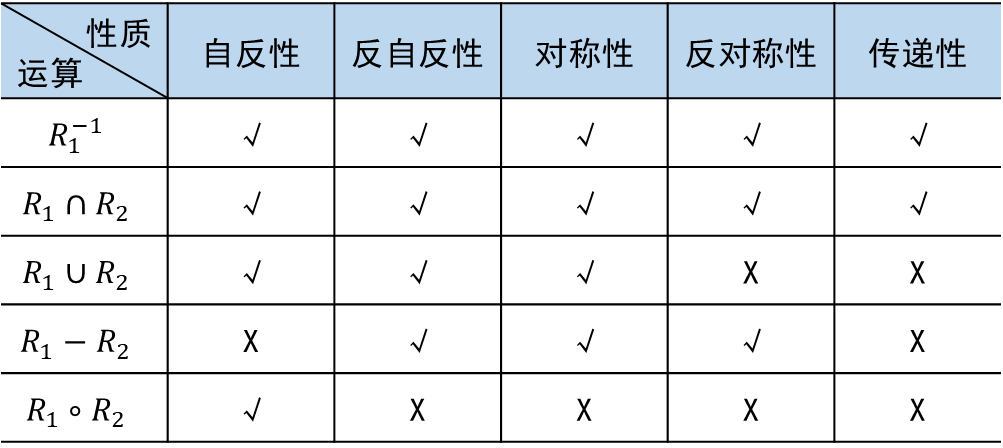 性质
运算 自反性 反自反性 对称性 反对称性 传递性
R₁⁻¹ √ √ √ √ √
R₁ ∩ R₂ √ √ √ √ √
R₁ ∪ R₂ √ √ √ X X
R₁ − R₂ X √ √ √ X
R₁ ∘ R₂ √ X X X X